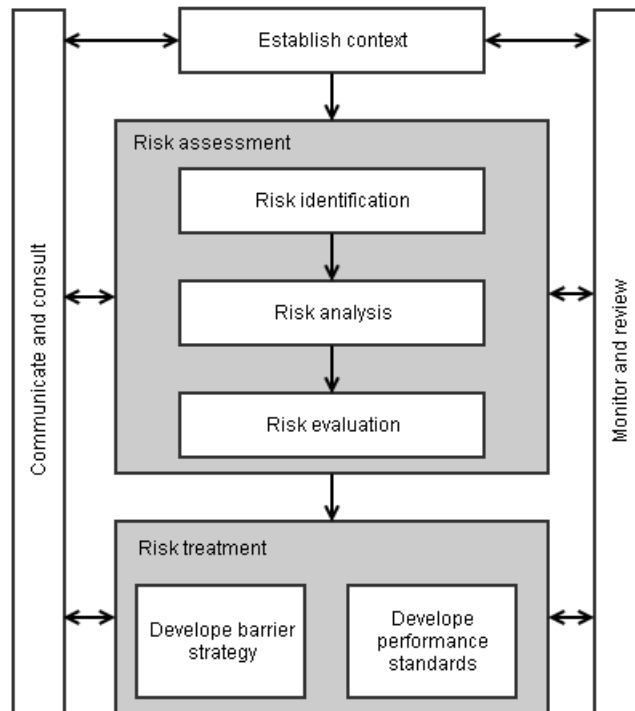 Establish context
Risk assessment
Risk identification
Risk analysis
Risk evaluation
Risk treatment
Develope barrier
strategy
Develope
performance
standards
Communicate and consult
Monitor and review